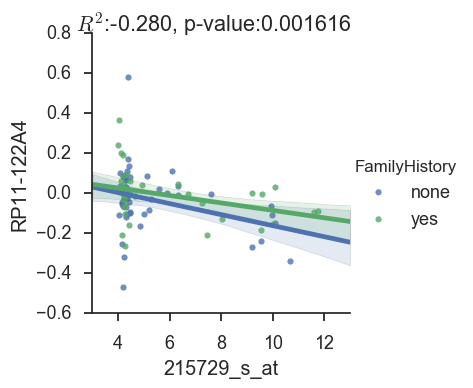 R²:-0.280, p-value:0.001616
0.8
0.6
0.4
0.2
0.0
−0.2
−0.4
−0.6
RP11-122A4
4
6
8
10
12
215729_s_at
FamilyHistory
none
yes